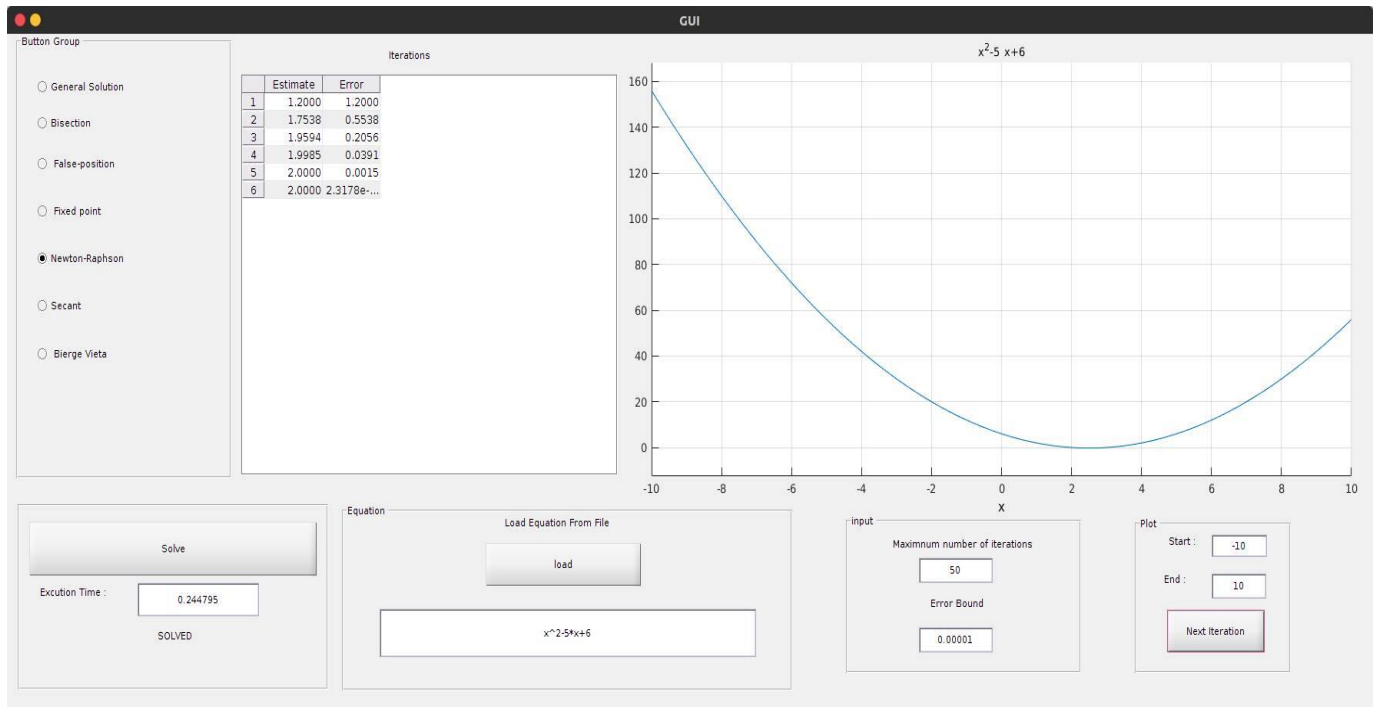 GUI
Button Group
General Solution
Bisection
False-position
Fixed point
Newton-Raphson
Secant
Bierge Vieta
Iterations
Estimate Error
1 1.2000 1.2000
2 1.7538 0.5538
3 1.9594 0.2056
4 1.9985 0.0391
5 2.0000 0.0015
6 2.0000 2.3178e-...
x²-5 x+6
160
140
120
100
80
60
40
20
0
-10 -8 -6 -4 -2 0 2 4 6 8 10
x
Solve
Excution Time :
0.244795
SOLVED
Equation
Load Equation From File
load
x^2-5*x+6
input
Maximnum number of iterations
50
Error Bound
0.00001
Plot
Start : -10
End : 10
Next Iteration